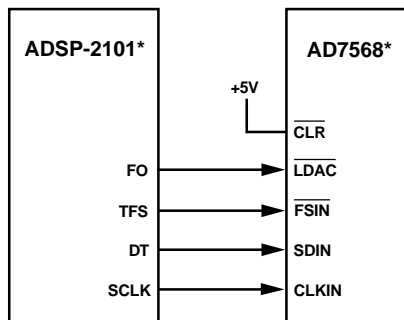 ADSP-2101*
AD7568*
+5V
CLR
FO
LDAC
TFS
FSIN
DT
SDIN
SCLK
CLKIN